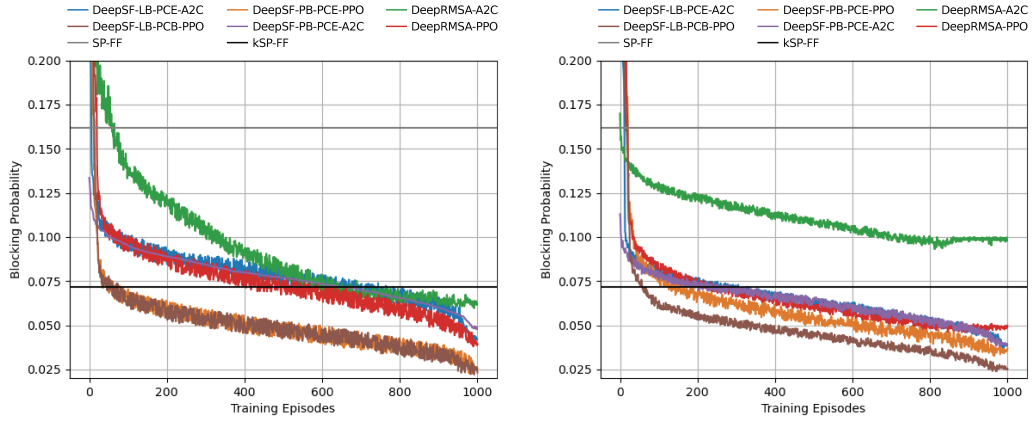 DeepSF-LB-PCE-A2C DeepSF-PB-PCE-PPO DeepRMSA-A2C
DeepSF-LB-PCB-PPO DeepSF-PB-PCE-A2C DeepRMSA-PPO
SP-FF kSP-FF
0.200
0.175
0.150
0.125
0.100
0.075
0.050
0.025
Blocking Probability
0 200 400 600 800 1000
Training Episodes
DeepSF-LB-PCE-A2C DeepSF-PB-PCE-PPO DeepRMSA-A2C
DeepSF-LB-PCB-PPO DeepSF-PB-PCE-A2C DeepRMSA-PPO
SP-FF kSP-FF
0.200
0.175
0.150
0.125
0.100
0.075
0.050
0.025
Blocking Probability
0 200 400 600 800 1000
Training Episodes